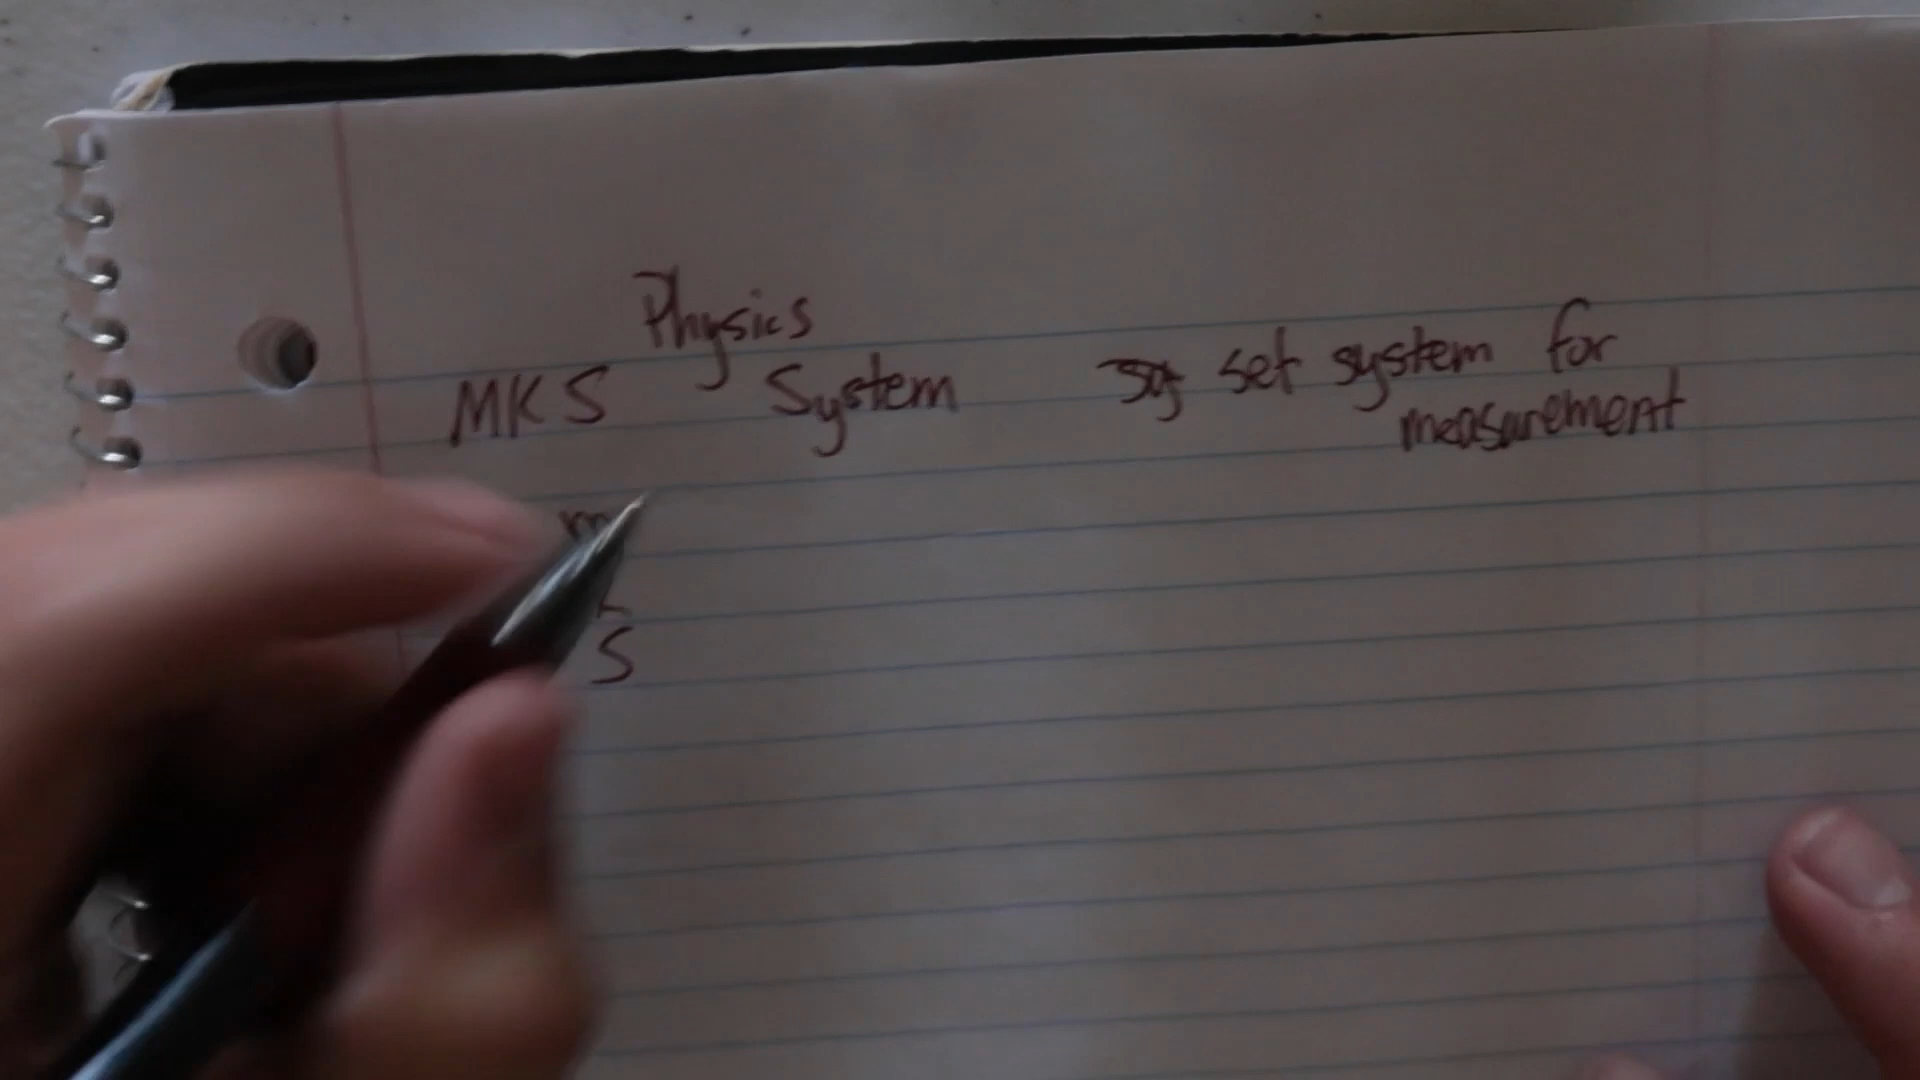 Physics
MKS System set system for
measurement
m
S